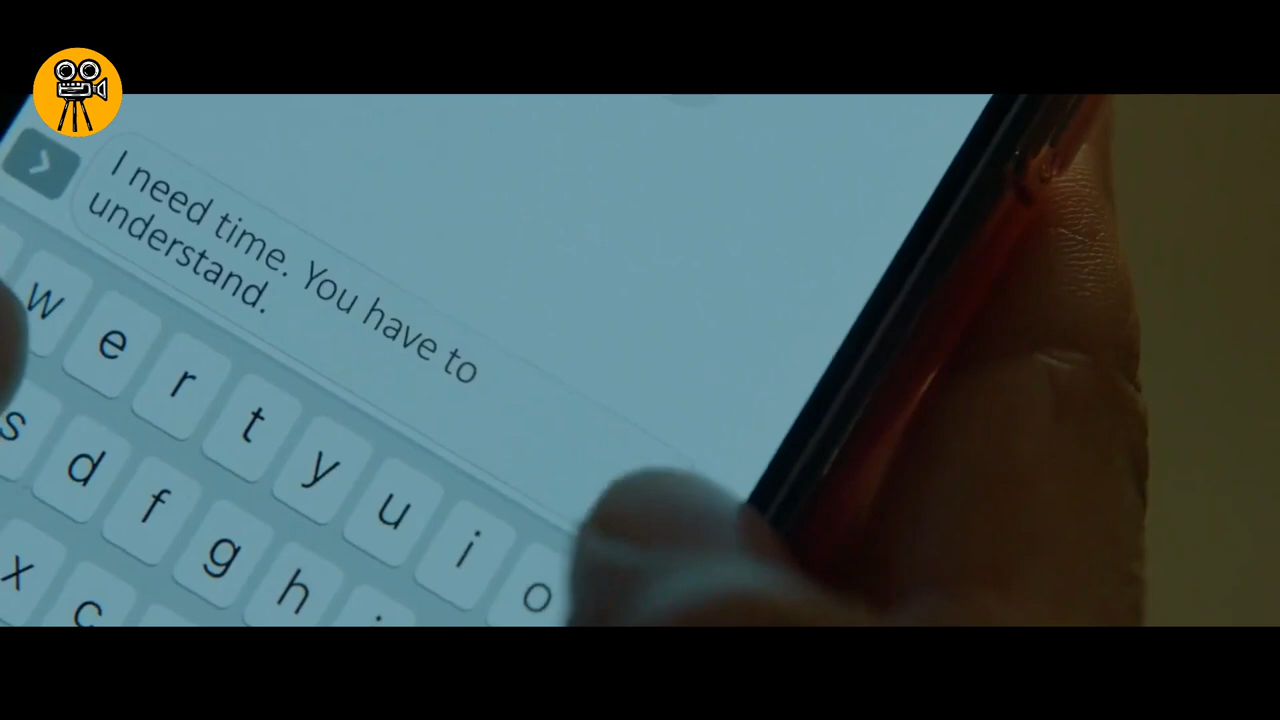 I need time. You have to
understand.
w e r t y u i o
s d f g h j
x c